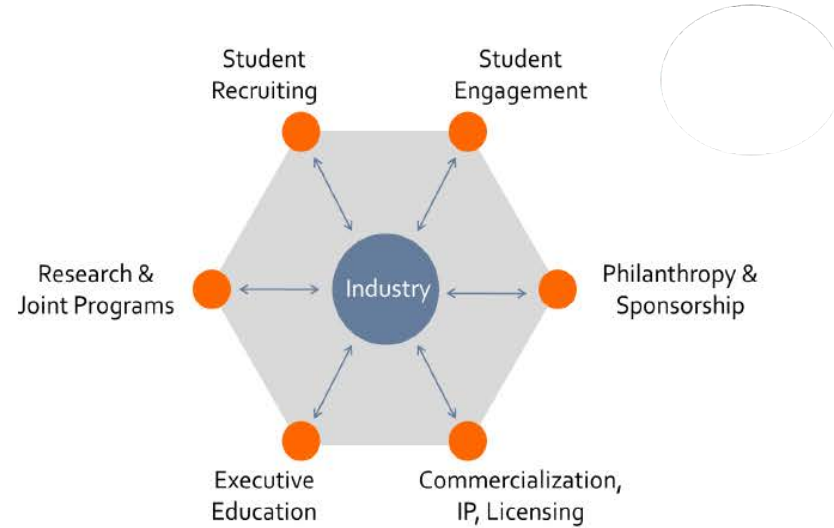 Student
Recruiting
Student
Engagement
Research &
Joint Programs
Industry
Philanthropy &
Sponsorship
Executive
Education
Commercialization,
IP, Licensing